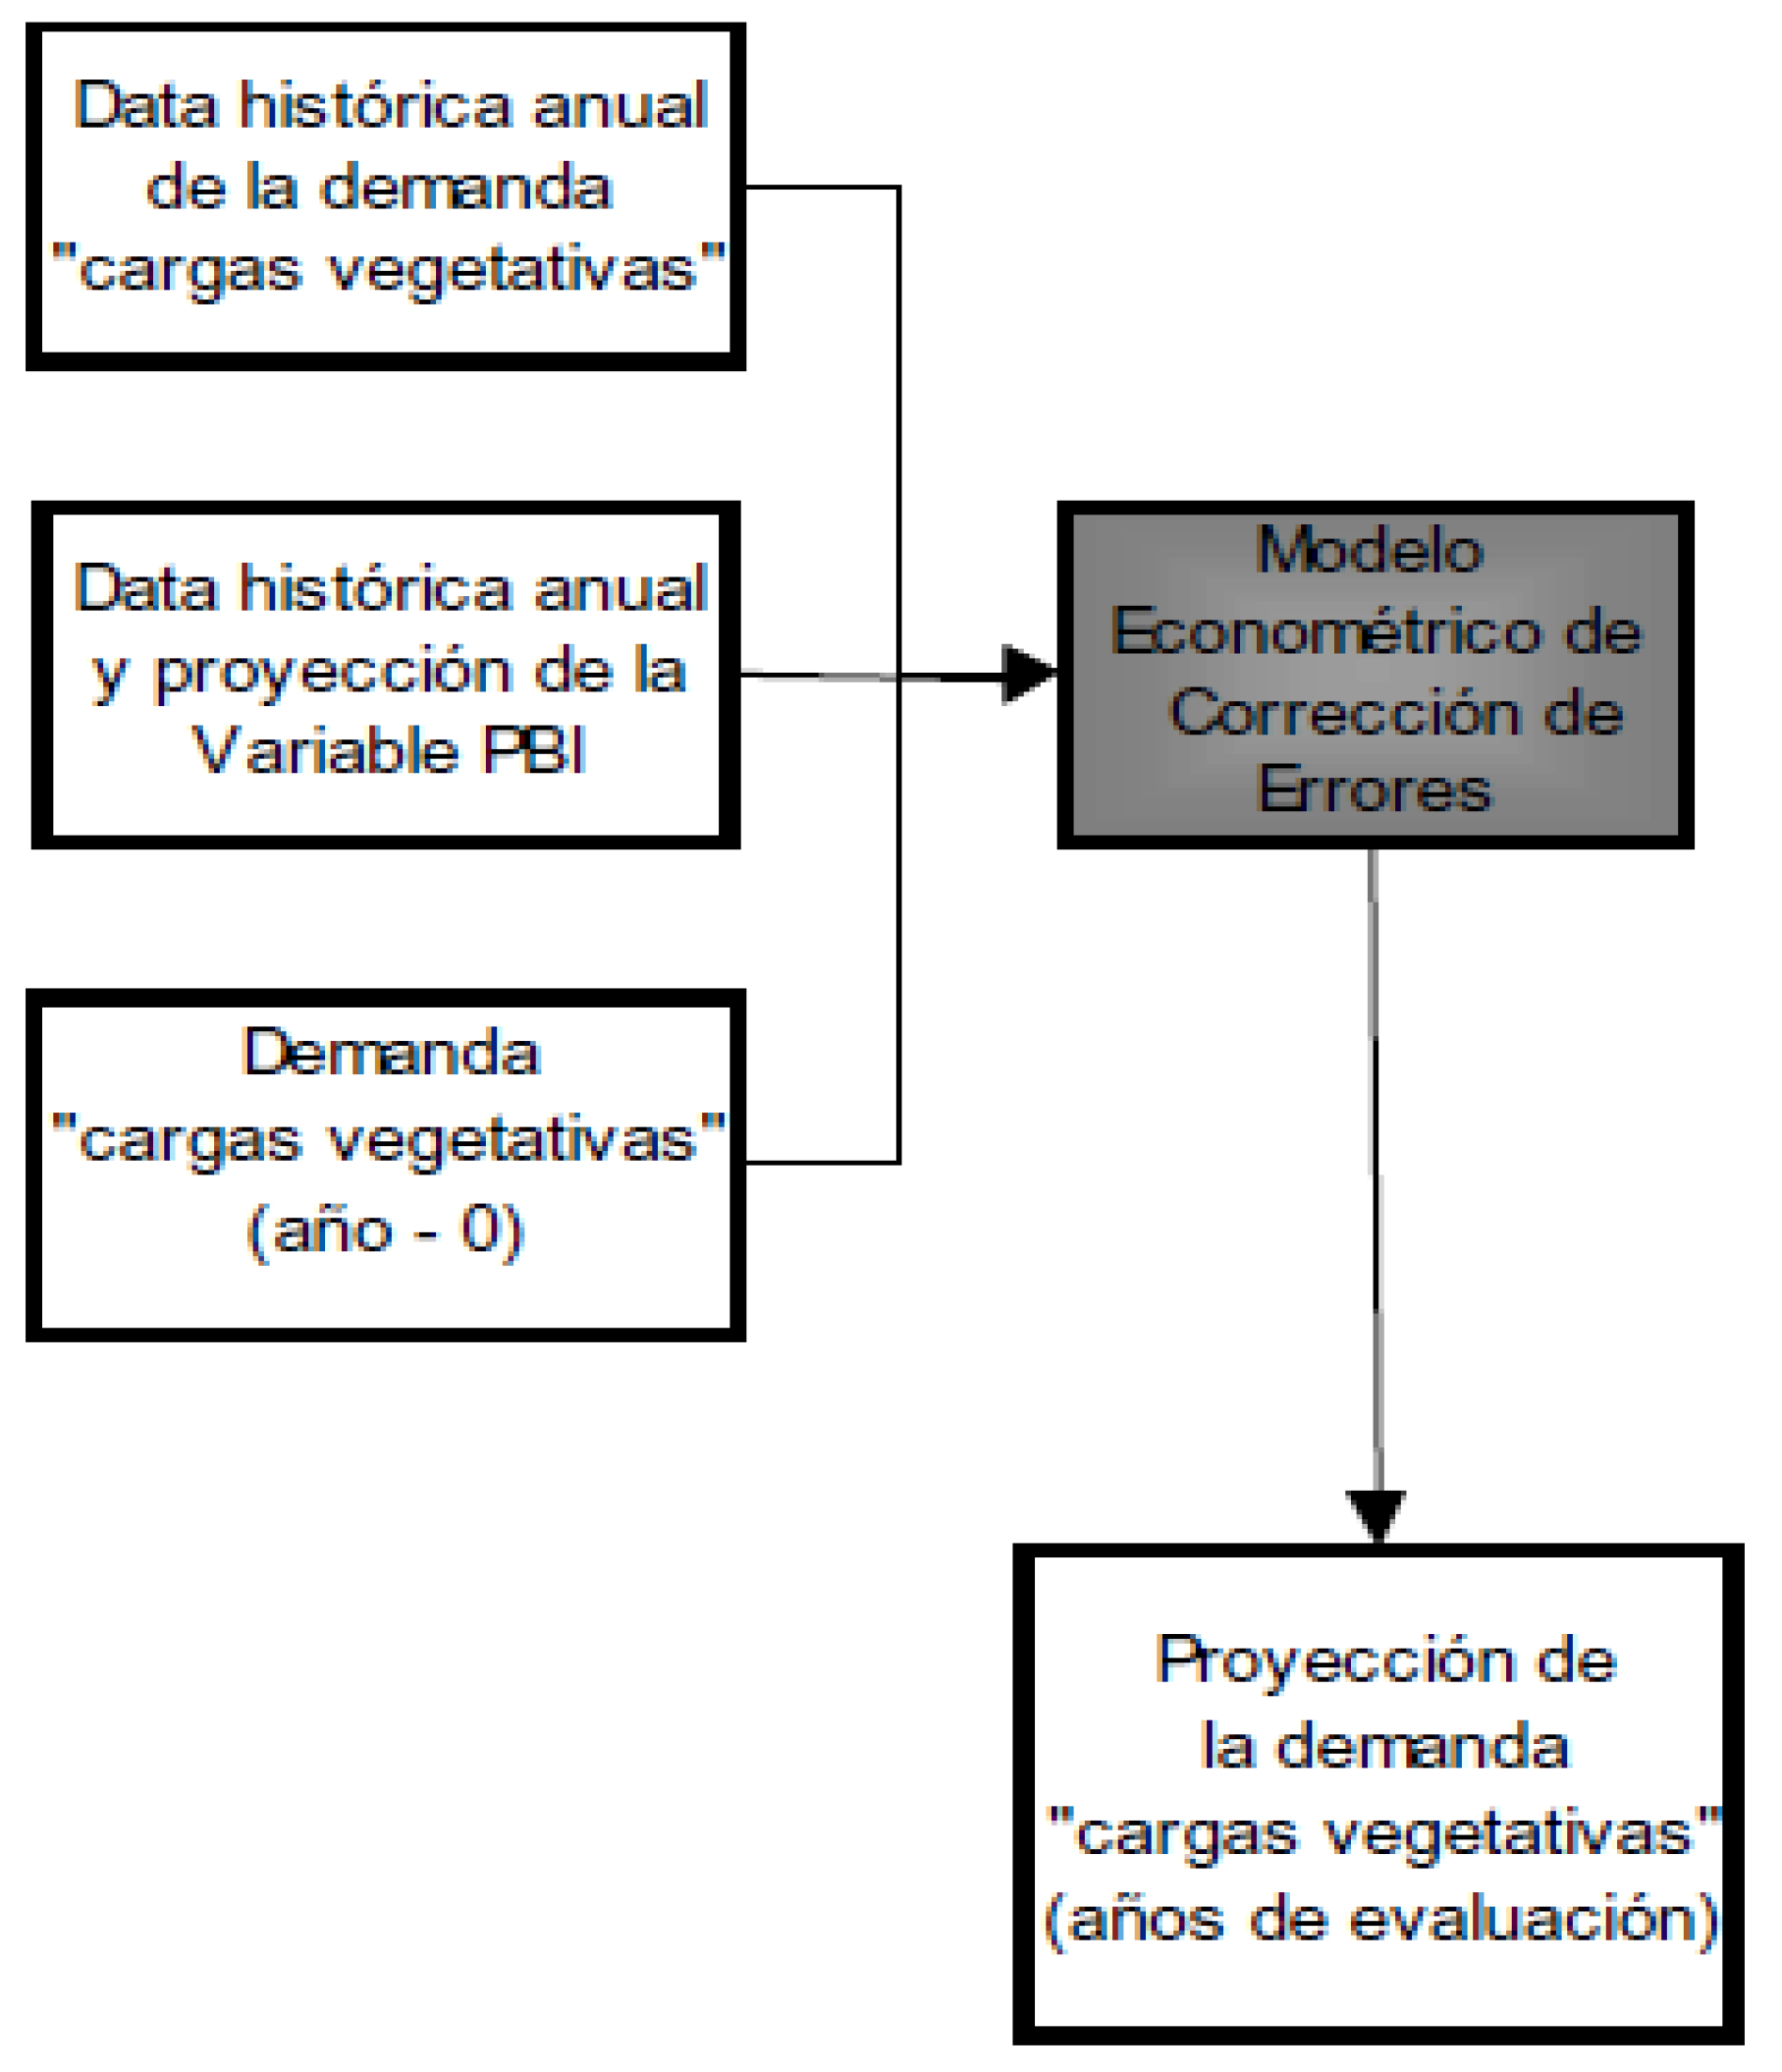 Data histórica anual
de la demanda
"cargas vegetativas"
Data histórica anual
y proyección de la
Variable PBI
Demanda
"cargas vegetativas"
(año - 0)
Modelo
Econométrico de
Corrección de
Errores
Proyección de
la demanda
"cargas vegetativas"
(años de evaluación)